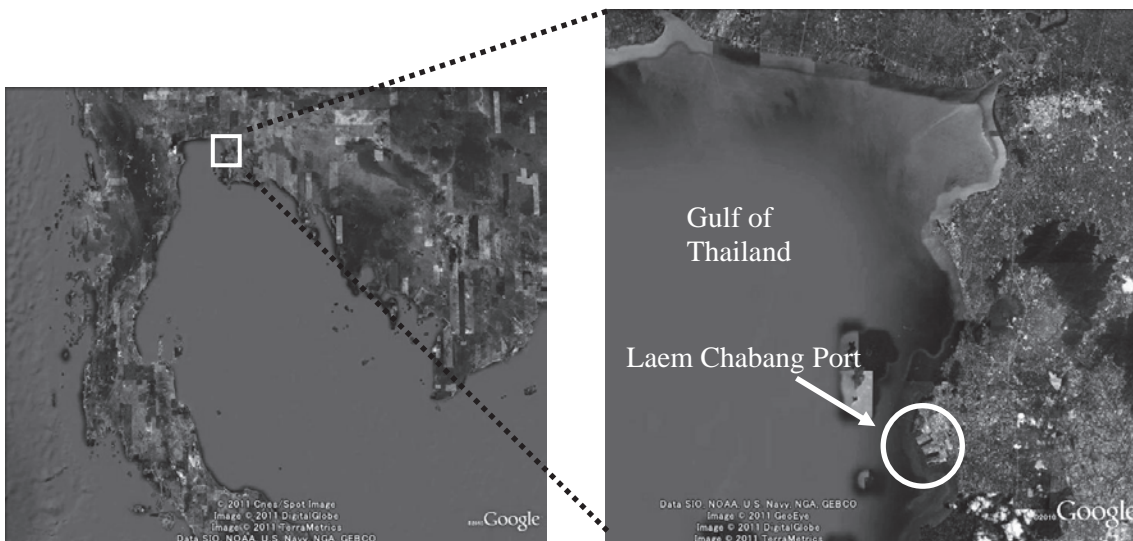 Gulf of
Thailand
Laem Chabang Port
© 2011 Cnes/Spot Image
Image © 2011 DigitalGlobe
Image © 2011 TerraMetrics
Data SIO, NOAA, U.S. Navy, NGA, GEBCO
©2010 Google
Data SIO, NOAA, U.S. Navy, NGA, GEBCO
Image © 2011 GeoEye
Image © 2011 DigitalGlobe
Image © 2011 TerraMetrics
©2010 Google